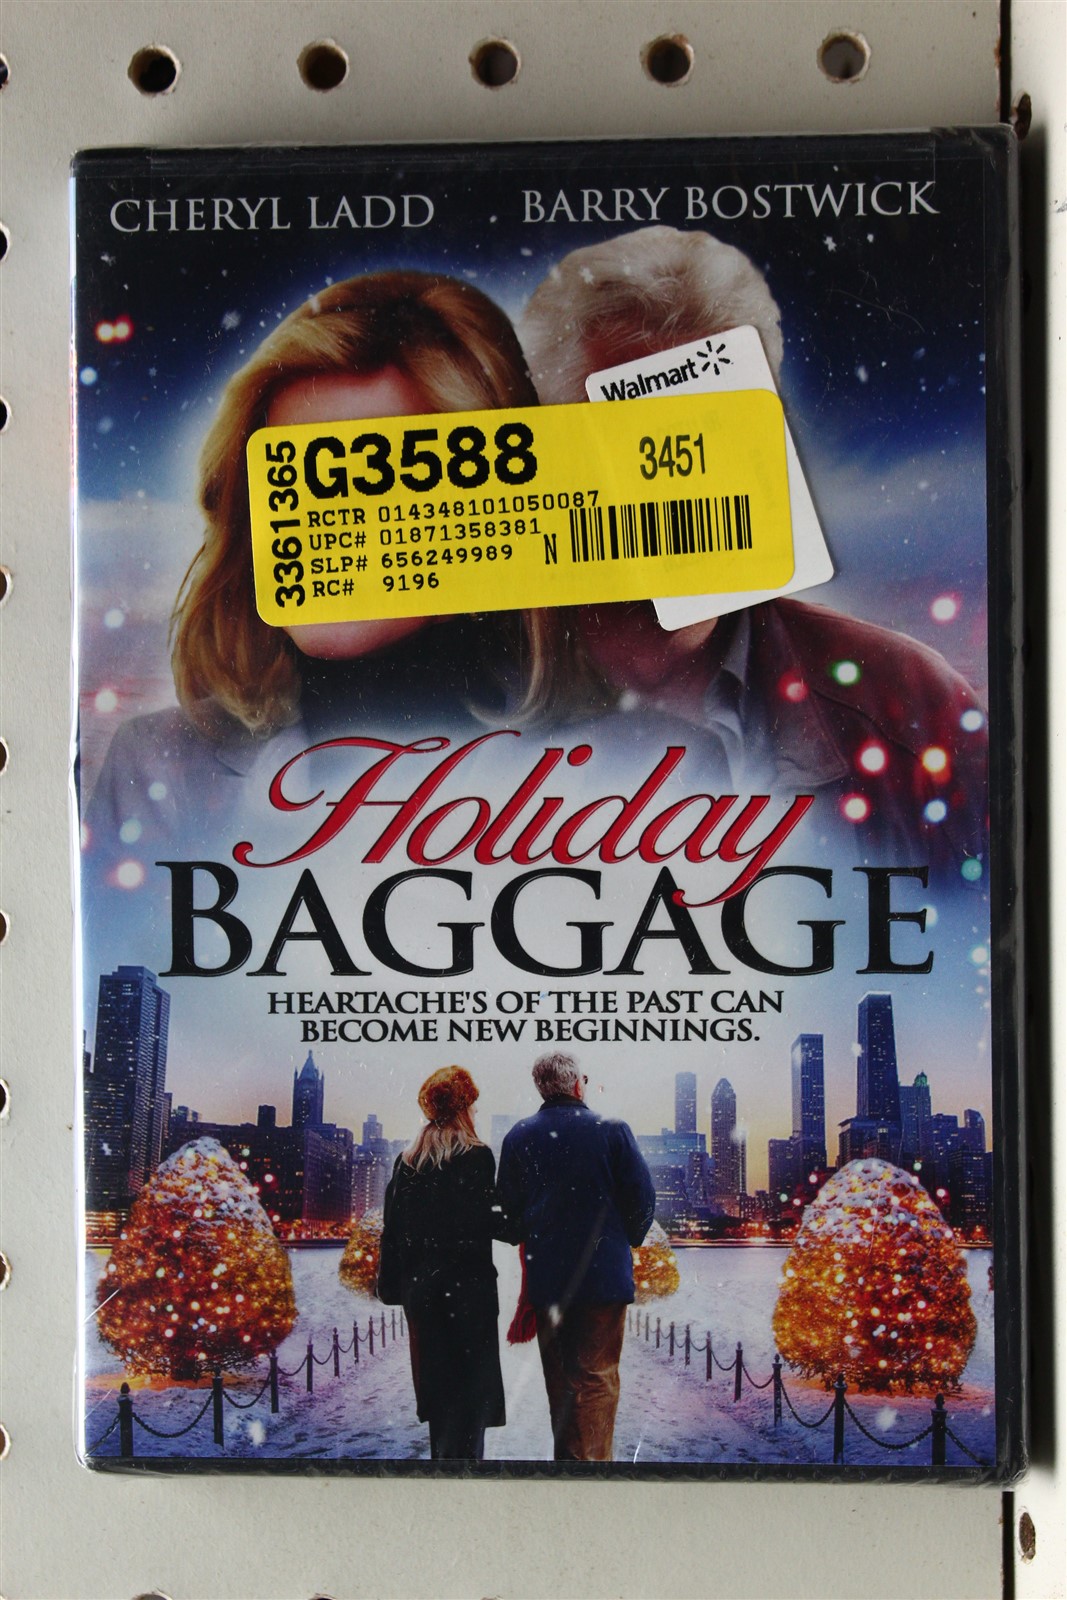 CHERYL LADD BARRY BOSTWICK
Walmart
3361365
G3588 3451
RCTR 014348101050087
UPC# 01871358381 N
SLP# 656249989
RC# 9196
Holiday
BAGGAGE
HEARTACHE'S OF THE PAST CAN
BECOME NEW BEGINNINGS.